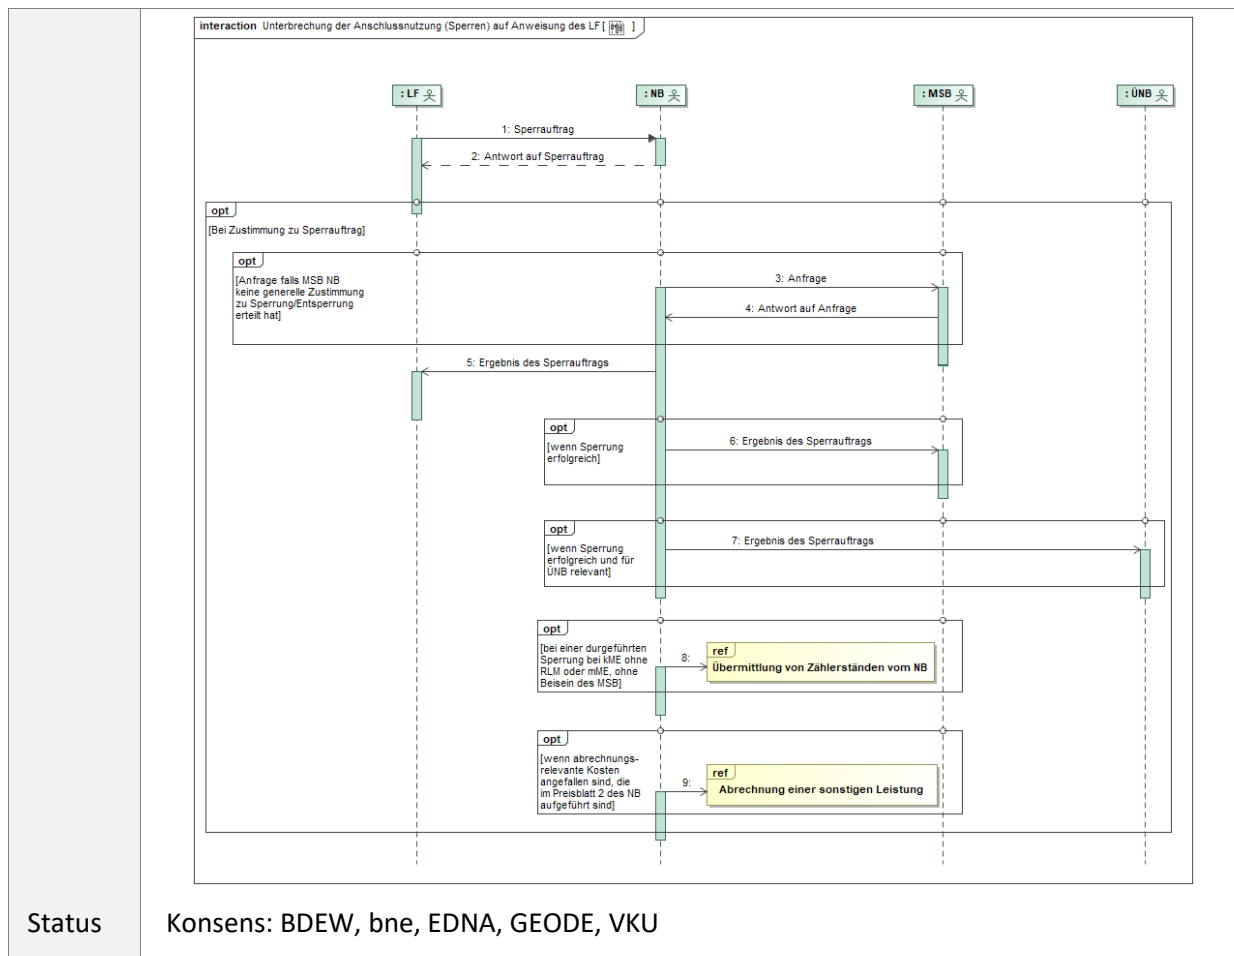 interaction Unterbrechung der Anschlussnutzung (Sperren) auf Anweisung des LF [ ]
: LF
: NB
: MSB
: ÜNB
1: Sperrauftrag
2: Antwort auf Sperrauftrag
opt
[Bei Zustimmung zu Sperrauftrag]
opt
[Anfrage falls MSB NB
keine generelle Zustimmung
zu Sperrung/Entsperrung
erteilt hat]
3: Anfrage
4: Antwort auf Anfrage
5: Ergebnis des Sperrauftrags
opt
[wenn Sperrung
erfolgreich]
6: Ergebnis des Sperrauftrags
opt
[wenn Sperrung
erfolgreich und für
ÜNB relevant]
7: Ergebnis des Sperrauftrags
opt
[bei einer durgeführten
Sperrung bei kME ohne
RLM oder mME, ohne
Beisein des MSB]
8:
ref
Übermittlung von Zählerständen vom NB
opt
[wenn abrechnungs-
relevante Kosten
angefallen sind, die
im Preisblatt 2 des NB
aufgeführt sind]
9:
ref
Abrechnung einer sonstigen Leistung
Status
Konsens: BDEW, bne, EDNA, GEODE, VKU